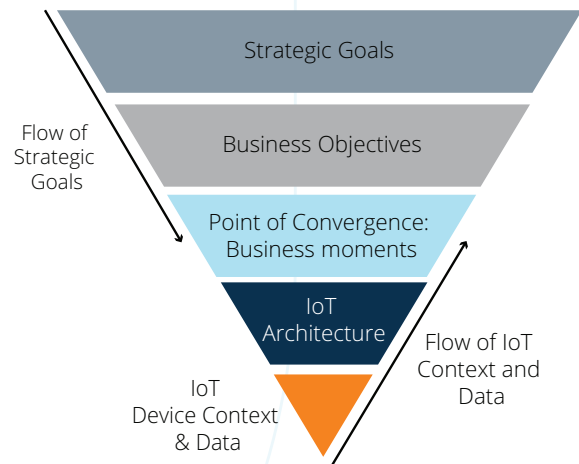 Strategic Goals
Flow of
Strategic
Goals
Business Objectives
Point of Convergence:
Business moments
IoT
Architecture
Flow of IoT
Context and
Data
IoT
Device Context
& Data